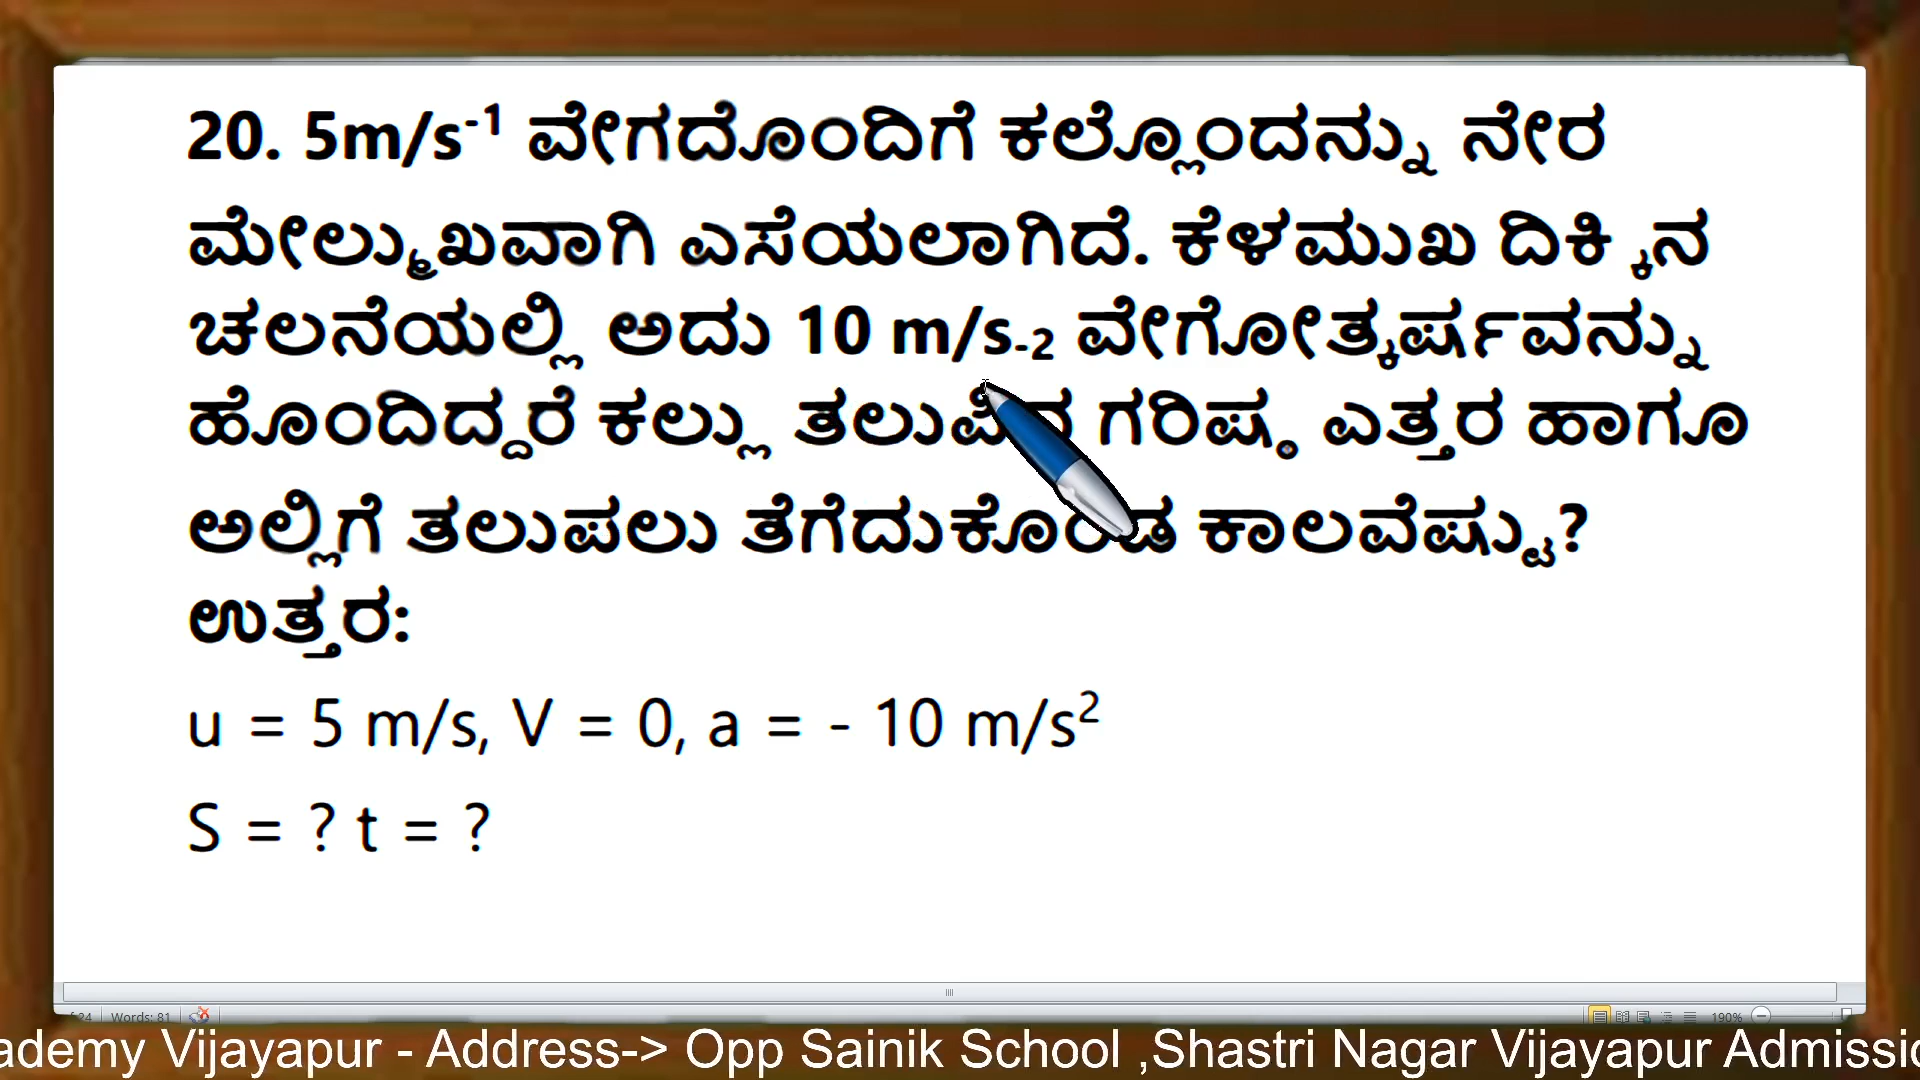 20. 5m/s-1 ವೇಗದೊಂದಿಗೆ ಕಲ್ಲೊಂದನ್ನು ನೇರ
ಮೇಲ್ಮುಖವಾಗಿ ಎಸೆಯಲಾಗಿದೆ. ಕೆಳಮುಖ ದಿಕ್ಕಿನ
ಚಲನೆಯಲ್ಲಿ ಅದು 10 m/s-2 ವೇಗೋತ್ಕರ್ಷವನ್ನು
ಹೊಂದಿದ್ದರೆ ಕಲ್ಲು ತಲುಪಿದ ಗರಿಷ್ಠ ಎತ್ತರ ಹಾಗೂ
ಅಲ್ಲಿಗೆ ತಲುಪಲು ತೆಗೆದುಕೊಂಡ ಕಾಲವೆಷ್ಟು?
ಉತ್ತರ:
u = 5 m/s, V = 0, a = - 10 m/s²
S = ? t = ?
Words: 81 190%
ademy Vijayapur - Address-> Opp Sainik School ,Shastri Nagar Vijayapur Admissio